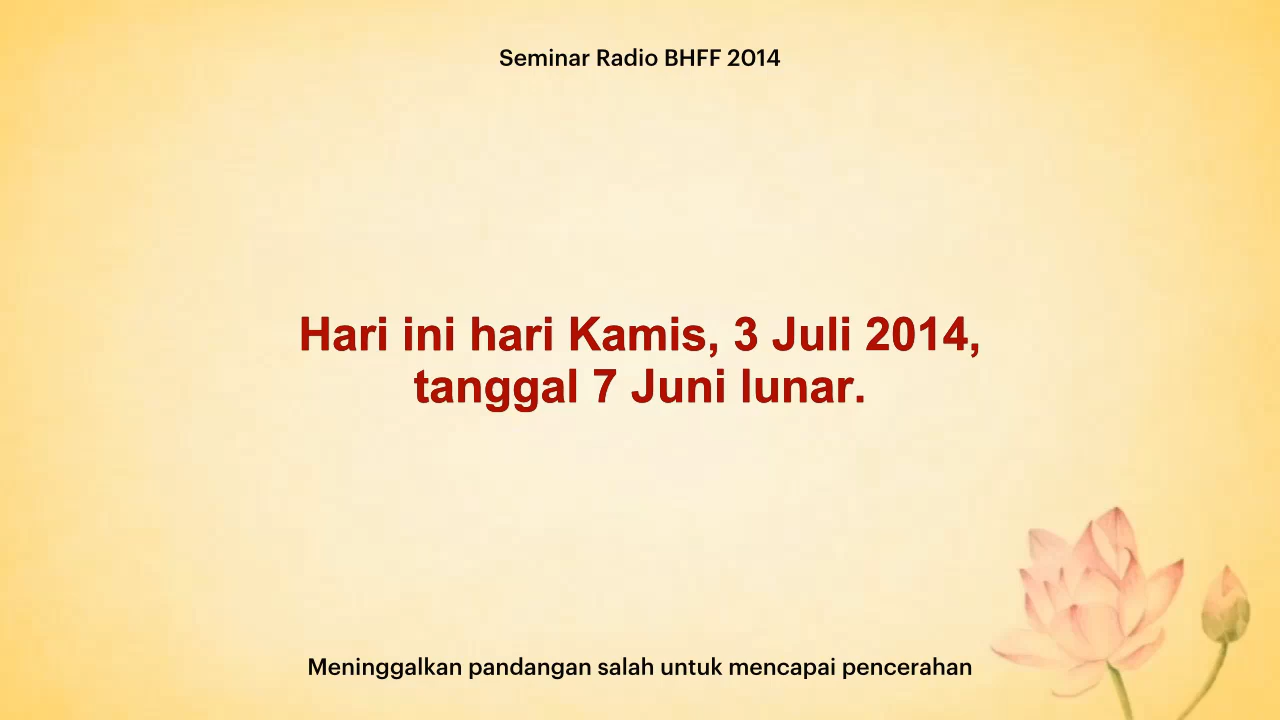 Seminar Radio BHFF 2014
Hari ini hari Kamis, 3 Juli 2014,
tanggal 7 Juni lunar.
Meninggalkan pandangan salah untuk mencapai pencerahan